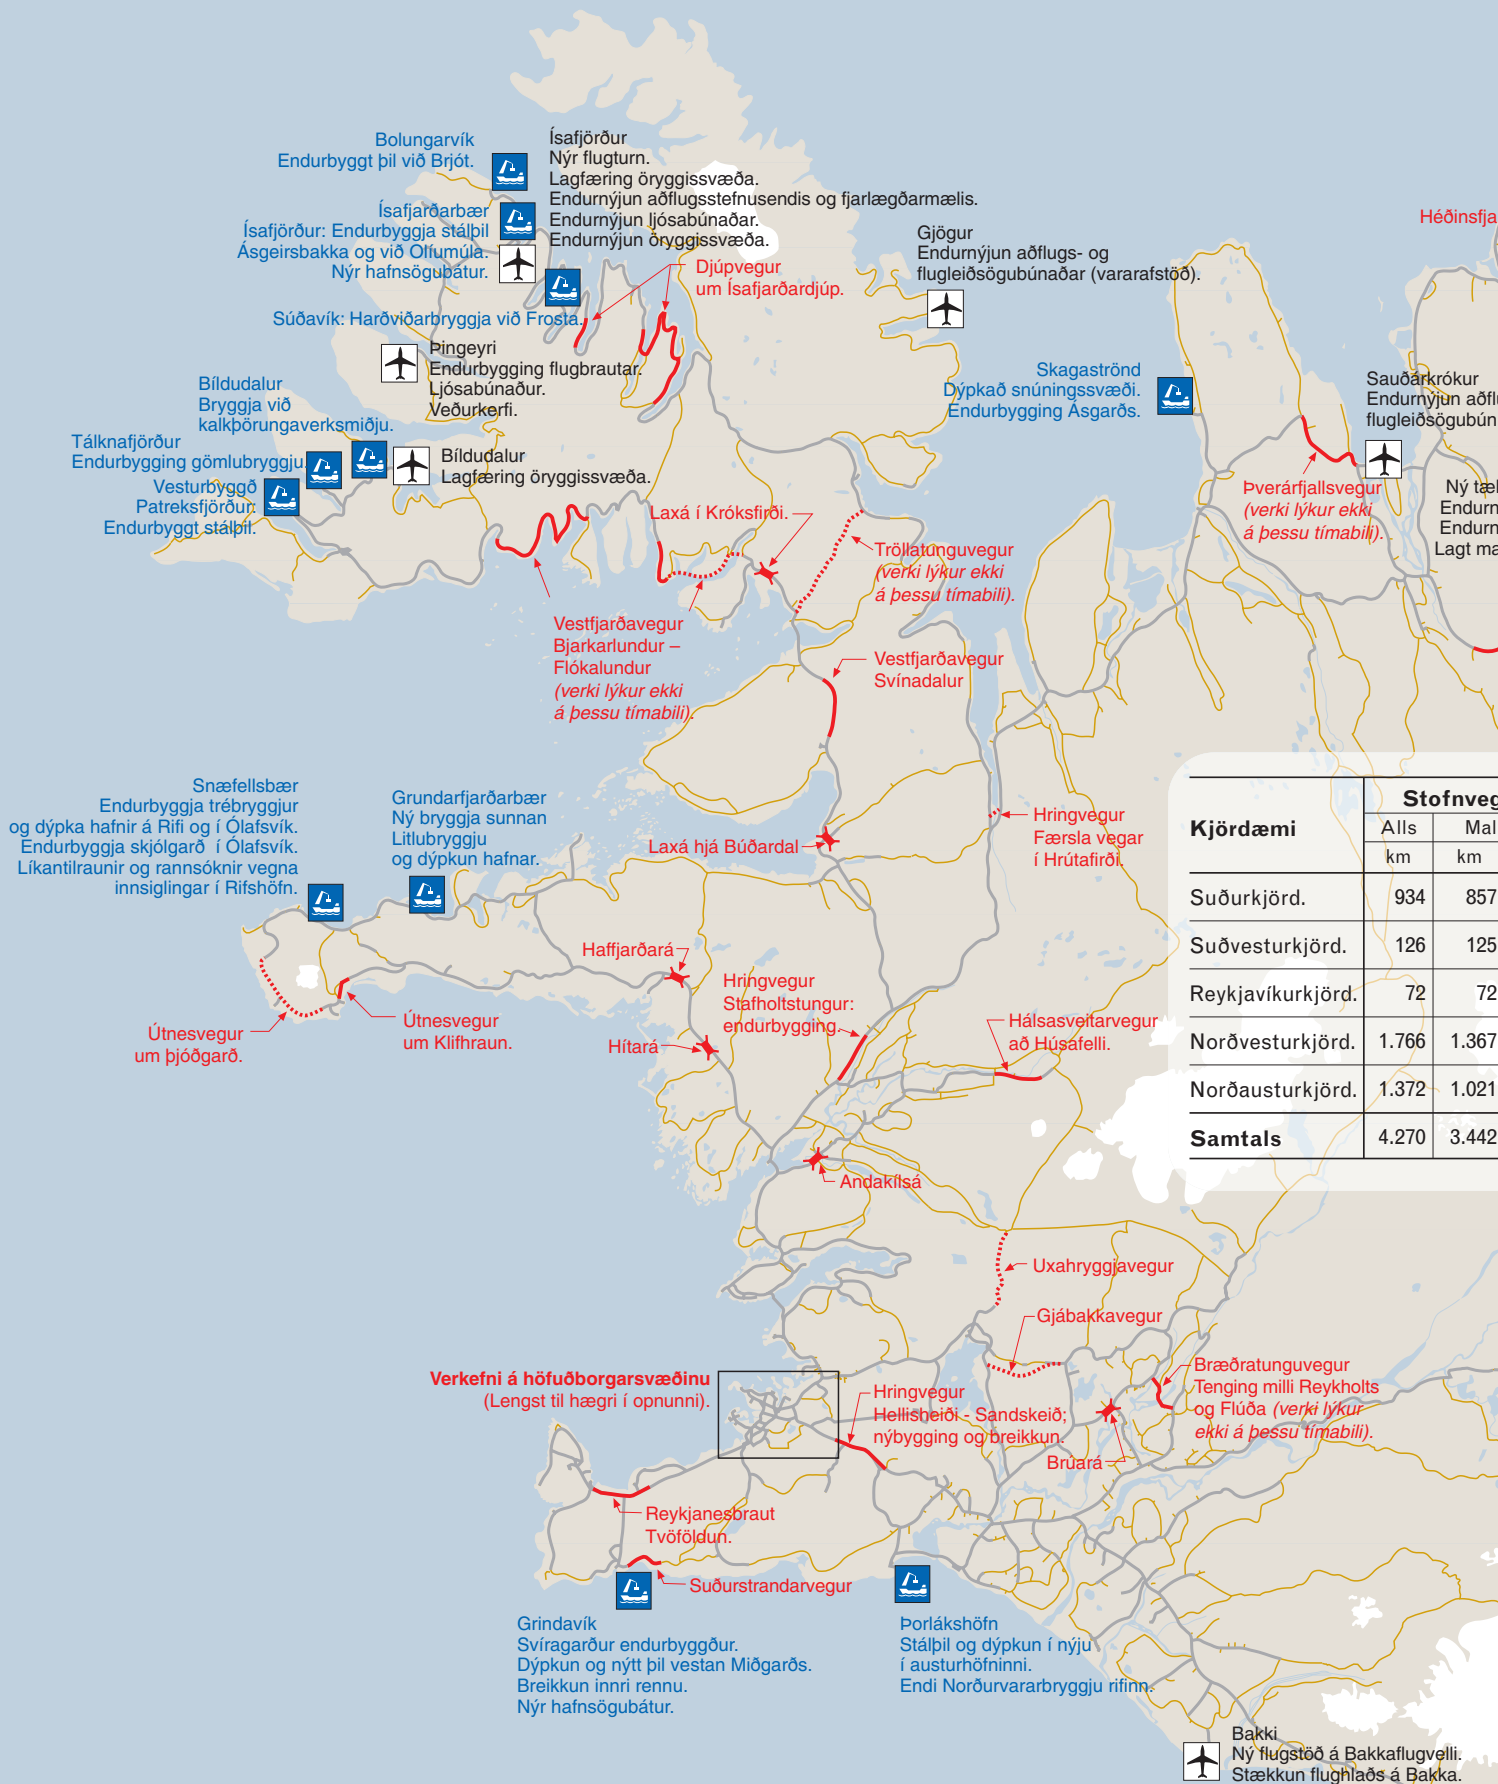 Bolungarvík
Endurbyggt þil við Brjót.
Ísafjörður
Nýr flugturn.
Lagfæring öryggissvæða.
Endurnýjun aðflugsstefnusendis og fjarlægðarmælis.
Endurnýjun ljósabúnaðar.
Endurnýjun öryggissvæða.
Ísafjarðarbær
Ísafjörður: Endurbyggja stálþil
Ásgeirsbakka og við Olíumúla.
Nýr hafnsögubátur.
Súðavík: Harðviðarbryggja við Frosta.
Djúpvegur
um Ísafjarðardjúp.
Gjögur
Endurnýjun aðflugs- og
flugleiðsögubúnaðar (vararafstöð).
Héðinsfja
Þingeyri
Endurbygging flugbrautar.
Ljósabúnaður.
Veðurkerfi.
Bíldudalur
Bryggja við
kalkþörungaverksmiðju.
Tálknafjörður
Endurbygging gömlubryggju.
Vesturbyggð
Patreksfjörður:
Endurbyggt stálþil.
Bíldudalur
Lagfæring öryggissvæða.
Skagaströnd
Dýpkað snúningssvæði.
Endurbygging Ásgarðs.
Sauðárkrókur
Endurnýjun aðflu
flugleiðsögubún
Þverárfjallsvegur
(verki lýkur ekki
á þessu tímabili).
Ný tæk
Endurn
Endurn
Lagt ma
Laxá í Króksfirði.
Tröllatunguvegur
(verki lýkur ekki
á þessu tímabili).
Vestfjarðavegur
Bjarkarlundur –
Flókalundur
(verki lýkur ekki
á þessu tímabili).
Vestfjarðavegur
Svínadalur
Snæfellsbær
Endurbyggja trébryggjur
og dýpka hafnir á Rifi og í Ólafsvík.
Endurbyggja skjólgarð í Ólafsvík.
Líkantilraunir og rannsóknir vegna
innsiglingar í Rifshöfn.
Grundarfjarðarbær
Ný bryggja sunnan
Litlubryggju
og dýpkun hafnar.
Laxá hjá Búðardal
Hringvegur
Færsla vegar
í Hrútafirði.
Kjördæmi
Stofnveg
Alls Mal
km km
Suðurkjörd. 934 857
Suðvesturkjörd. 126 125
Reykjavíkurkjörd. 72 72
Norðvesturkjörd. 1.766 1.367
Norðausturkjörd. 1.372 1.021
Samtals 4.270 3.442
Haffjarðará
Hringvegur
Stafholtstungur:
endurbygging.
Útnesvegur
um þjóðgarð.
Útnesvegur
um Klifhraun.
Hítará
Hálsasveitarvegur
að Húsafelli.
Andakílsá
Uxahryggjavegur
Gjábakkavegur
Verkefni á höfuðborgarsvæðinu
(Lengst til hægri í opnunni).
Hringvegur
Hellisheiði - Sandskeið;
nýbygging og breikkun.
Bræðratunguvegur
Tenging milli Reykholts
og Flúða (verki lýkur
ekki á þessu tímabili).
Brúará
Reykjanesbraut
Tvöföldun.
Suðurstrandarvegur
Grindavík
Svíragarður endurbyggður.
Dýpkun og nýtt þil vestan Miðgarðs.
Breikkun innri rennu.
Nýr hafnsögubátur.
Þorlákshöfn
Stálþil og dýpkun í nýju
í austurhöfninni.
Endi Norðurvararbryggju rifinn.
Bakki
Ný flugstöð á Bakkaflugvelli.
Stækkun flughlaðs á Bakka.